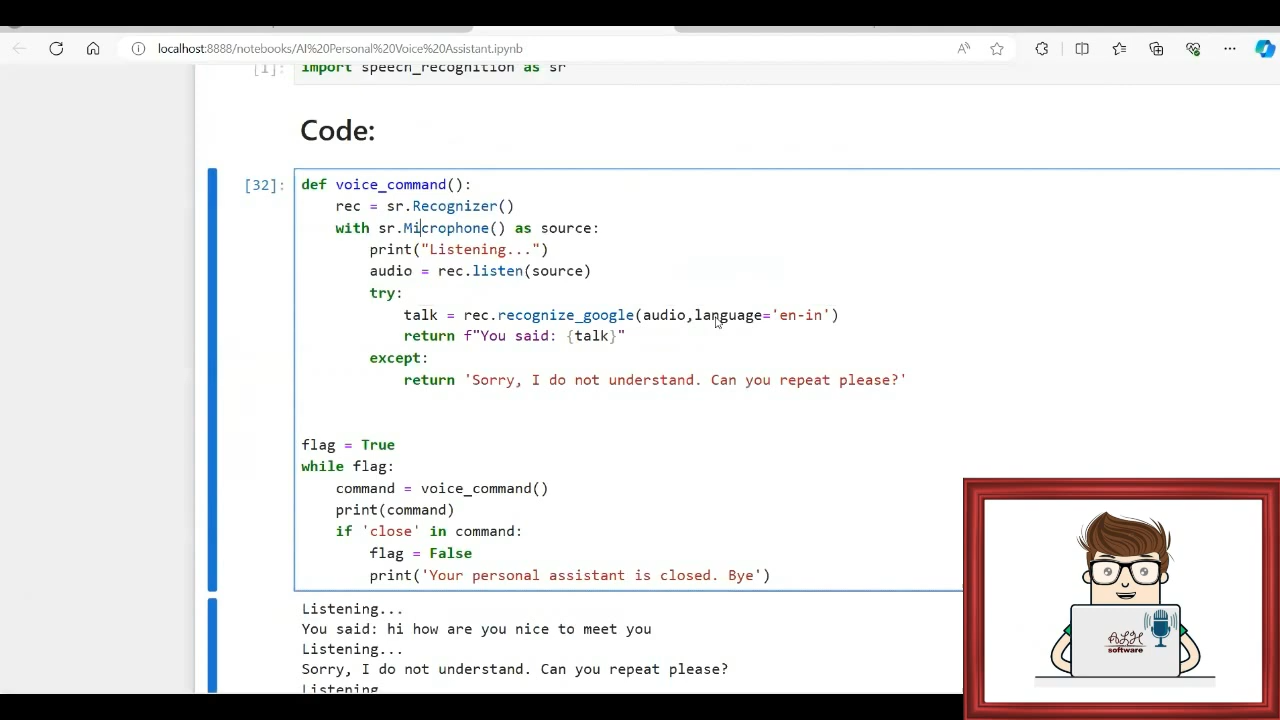 localhost:8888/notebooks/AI%20Personal%20Voice%20Assistant.ipynb
[1]: import speech_recognition as sr
Code:
[32]: def voice_command():
rec = sr.Recognizer()
with sr.Microphone() as source:
print("Listening...")
audio = rec.listen(source)
try:
talk = rec.recognize_google(audio,language='en-in')
return f"You said: {talk}"
except:
return 'Sorry, I do not understand. Can you repeat please?'
flag = True
while flag:
command = voice_command()
print(command)
if 'close' in command:
flag = False
print('Your personal assistant is closed. Bye')
Listening...
You said: hi how are you nice to meet you
Listening...
Sorry, I do not understand. Can you repeat please?
Listening
software